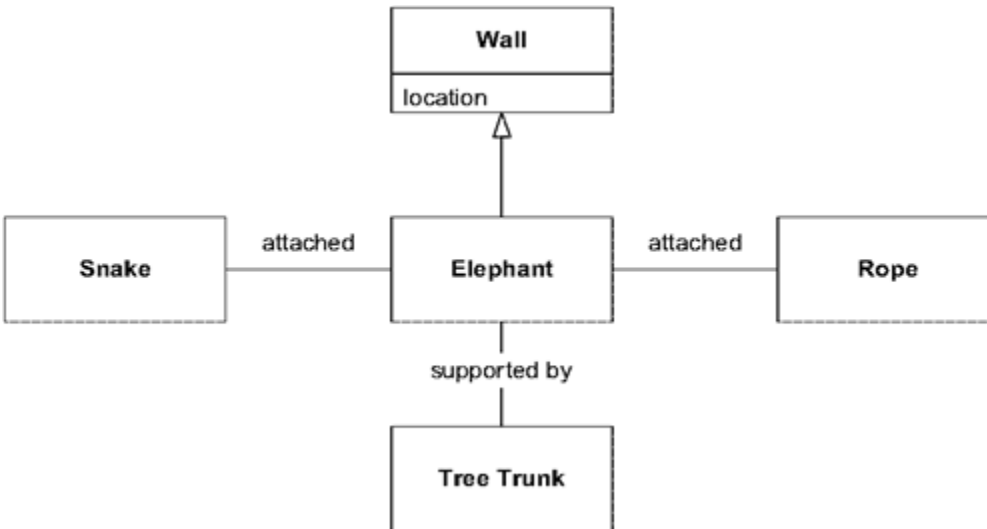 Wall
location
attached
attached
Snake
Elephant
Rope
supported by
Tree Trunk